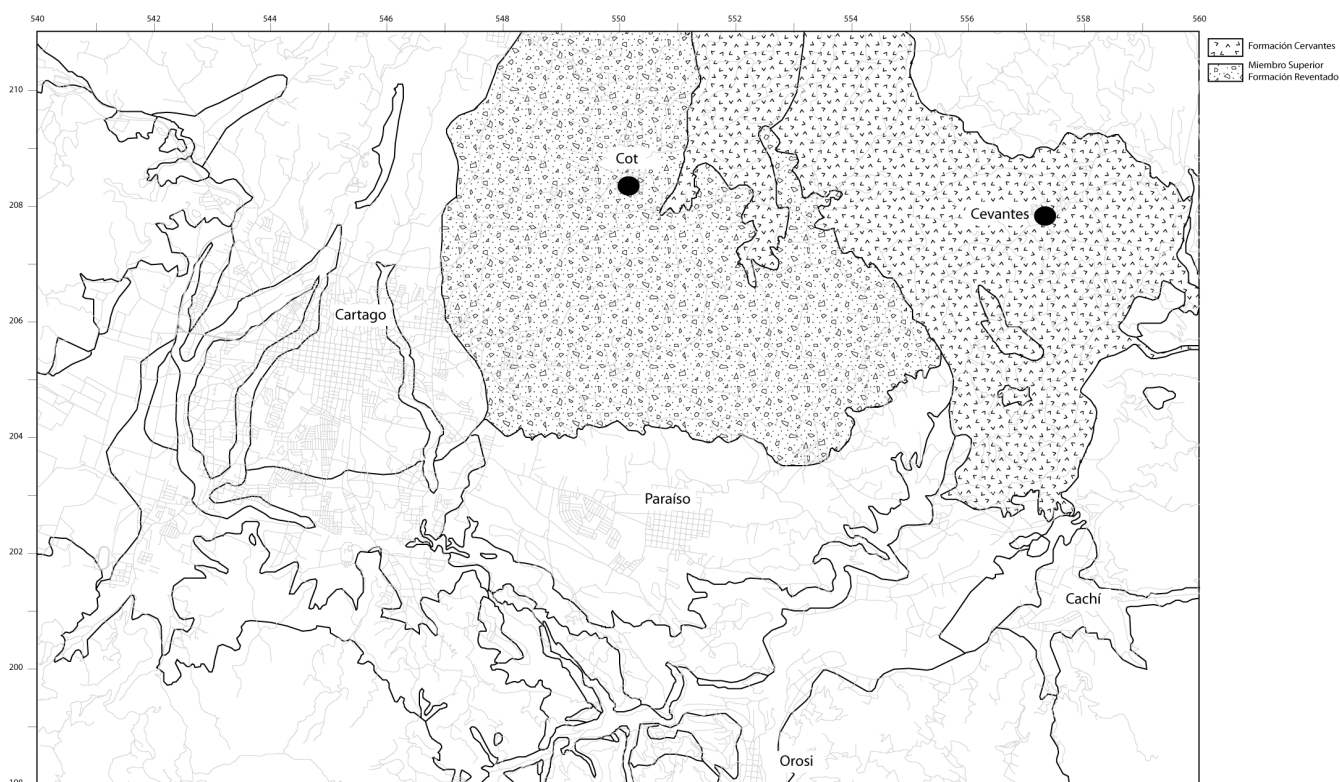 540 542 544 546 548 550 552 554 556 558 560
Formación Cervantes
Miembro Superior
Formación Reventado
210
Cot
208
Cevantes
206
Cartago
204
Paraíso
202
Cachí
200
Orosi
198